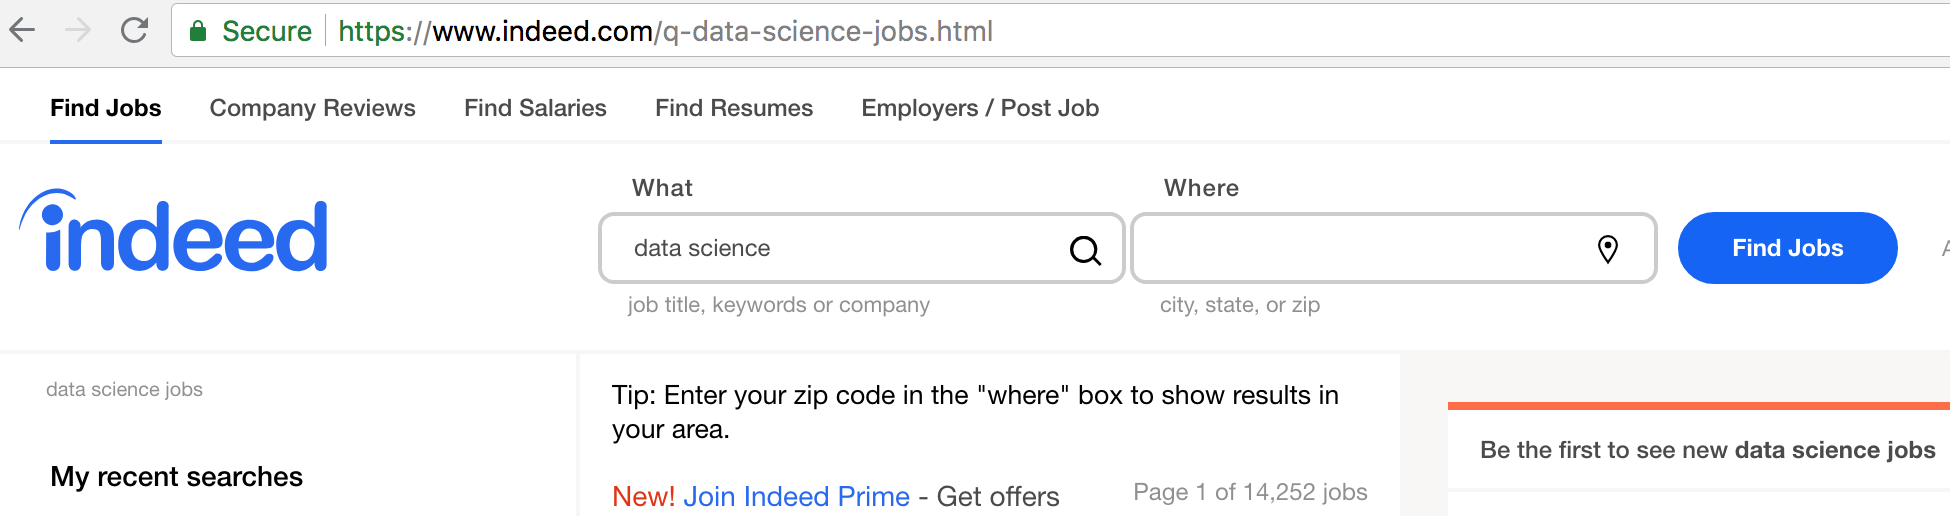 Secure https://www.indeed.com/q-data-science-jobs.html
Find Jobs Company Reviews Find Salaries Find Resumes Employers / Post Job
What Where
indeed data science Find Jobs
job title, keywords or company city, state, or zip
data science jobs
My recent searches
Tip: Enter your zip code in the "where" box to show results in
your area.
New! Join Indeed Prime - Get offers Page 1 of 14,252 jobs
Be the first to see new data science jobs